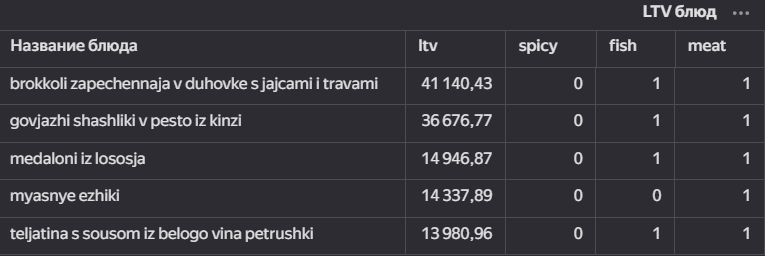 LTV блюд ...
Название блюда ltv spicy fish meat
brokkoli zapechennaja v duhovke s jajcami i travami 41 140,43 0 1 1
govjazhi shashliki v pesto iz kinzi 36 676,77 0 1 1
medaloni iz lososja 14 946,87 0 1 1
myasnye ezhiki 14 337,89 0 0 1
teljatina s sousom iz belogo vina petrushki 13 980,96 0 1 1